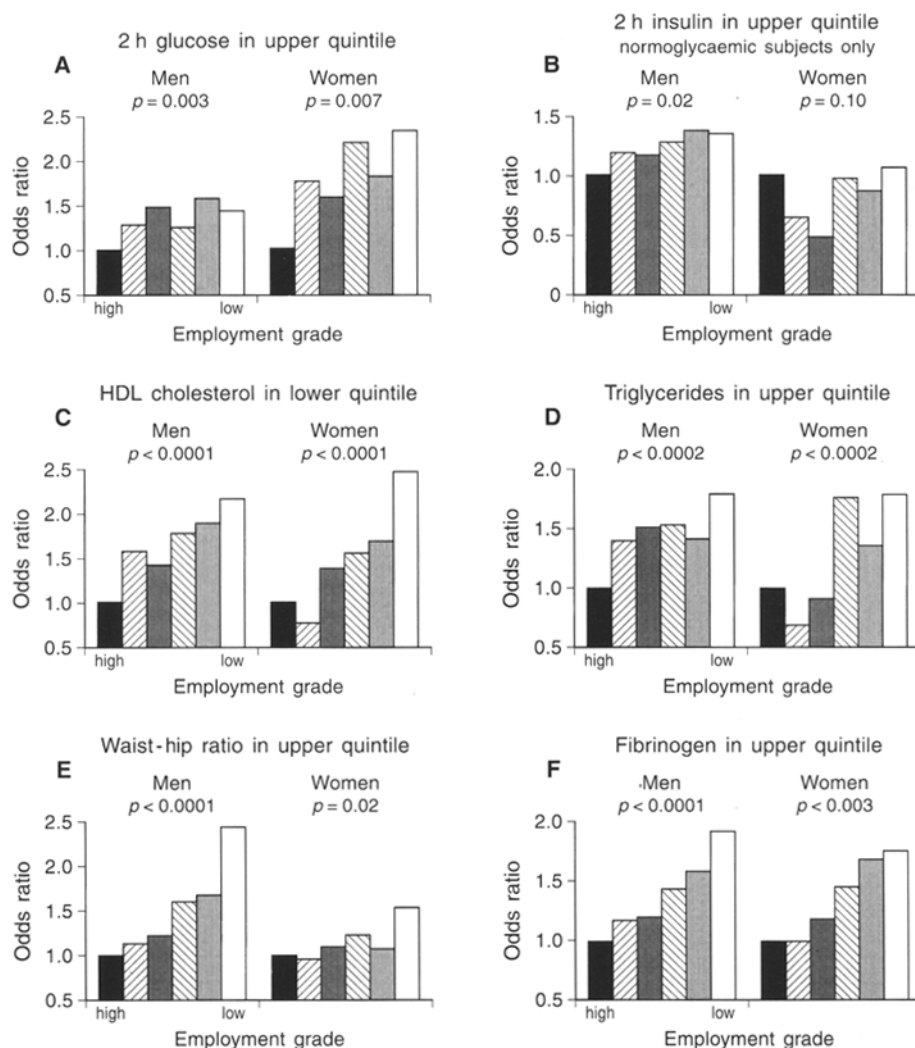 2 h glucose in upper quintile
A
Men
p = 0.003
Women
p = 0.007
2.5
2.0
1.5
1.0
0.5
Odds ratio
high
low
Employment grade
2 h insulin in upper quintile
normoglycaemic subjects only
B
Men
p = 0.02
Women
p = 0.10
1.5
1.0
0.5
0
Odds ratio
high
low
Employment grade
HDL cholesterol in lower quintile
C
Men
p < 0.0001
Women
p < 0.0001
2.5
2.0
1.5
1.0
0.5
Odds ratio
high
low
Employment grade
Triglycerides in upper quintile
D
Men
p < 0.0002
Women
p < 0.0002
2.0
1.5
1.0
0.5
Odds ratio
high
low
Employment grade
Waist-hip ratio in upper quintile
E
Men
p < 0.0001
Women
p = 0.02
2.5
2.0
1.5
1.0
0.5
Odds ratio
high
low
Employment grade
Fibrinogen in upper quintile
F
Men
p < 0.0001
Women
p < 0.003
2.0
1.5
1.0
0.5
Odds ratio
high
low
Employment grade